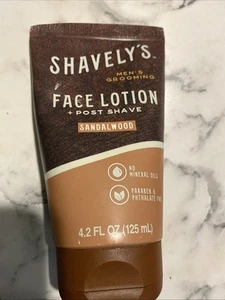 SHAVELY'S
MEN'S
GROOMING
FACE LOTION
+ POST SHAVE
SANDALWOOD
NO
MINERAL OILS
PARABEN &
PHTHALATE
4.2 FL OZ (125 mL)